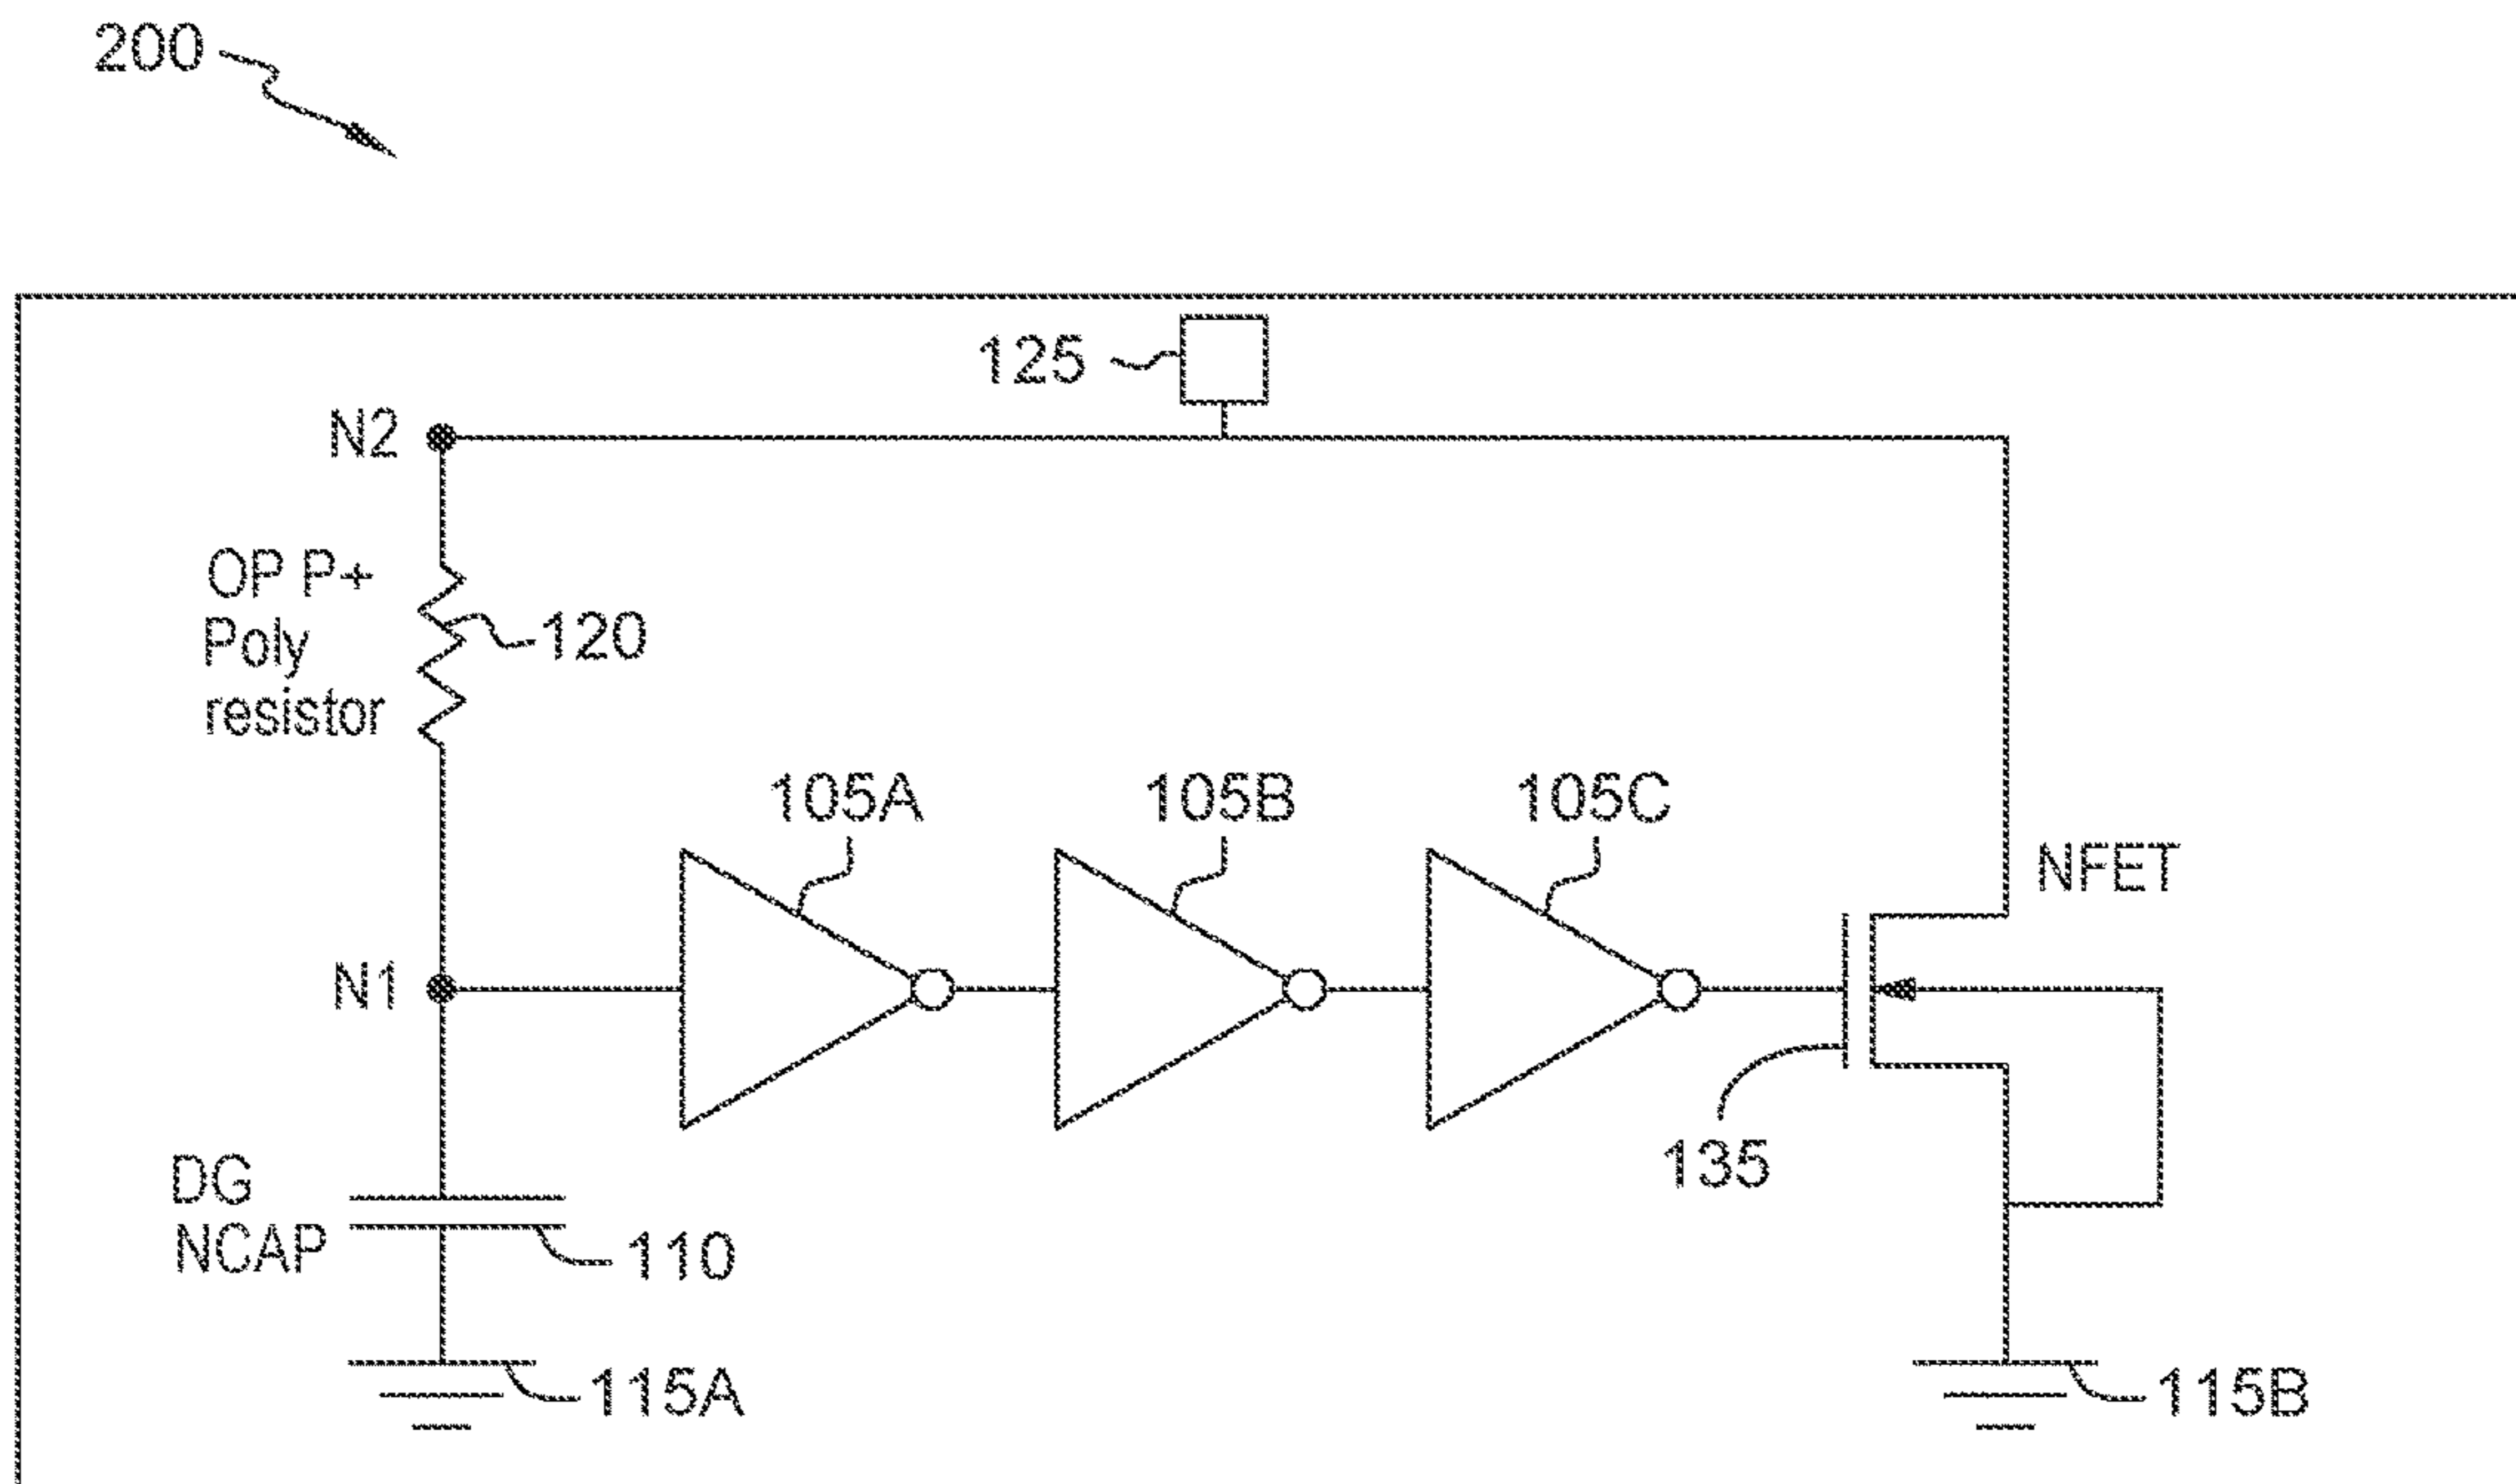 200
125
N2
OP P+
Poly
resistor
120
105A
105B
105C
NFET
N1
135
DG
NCAP
110
115A
115B